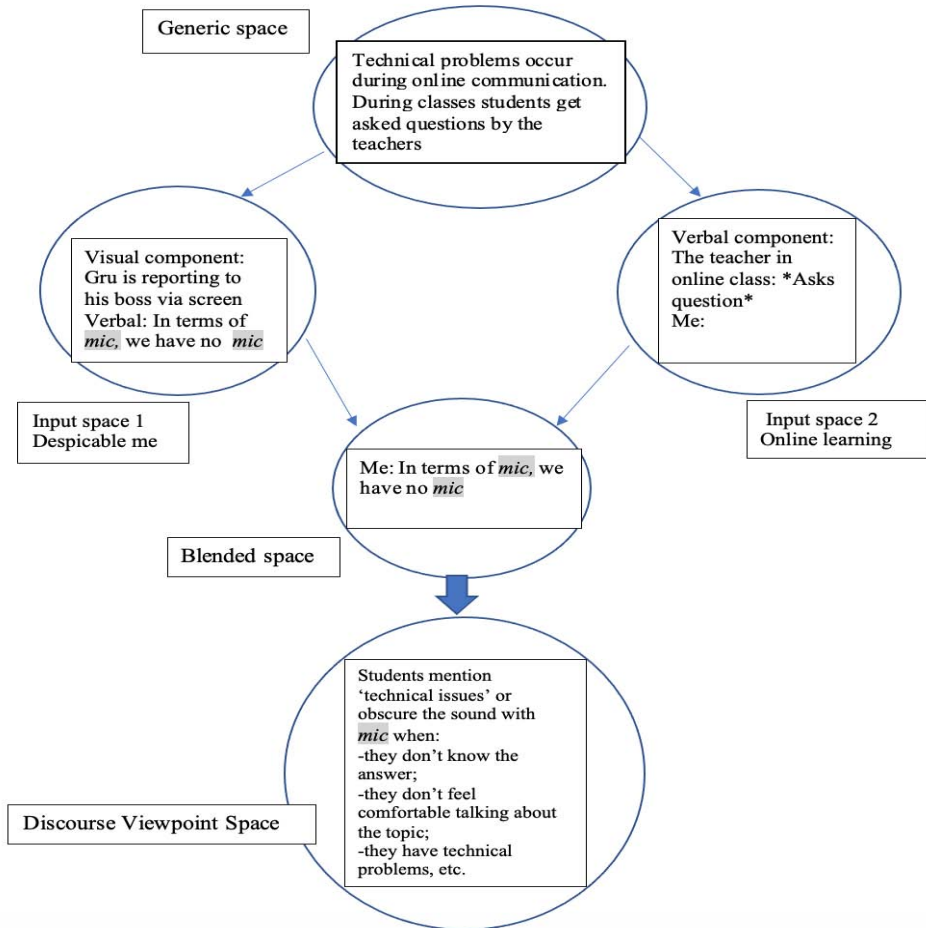 Generic space
Technical problems occur
during online communication.
During classes students get
asked questions by the
teachers
Visual component:
Gru is reporting to
his boss via screen
Verbal: In terms of
mic, we have no mic
Input space 1
Despicable me
Verbal component:
The teacher in
online class: *Asks
question*
Me:
Input space 2
Online learning
Me: In terms of mic, we
have no mic
Blended space
Students mention
‘technical issues’ or
obscure the sound with
mic when:
-they don’t know the
answer;
-they don’t feel
comfortable talking about
the topic;
-they have technical
problems, etc.
Discourse Viewpoint Space